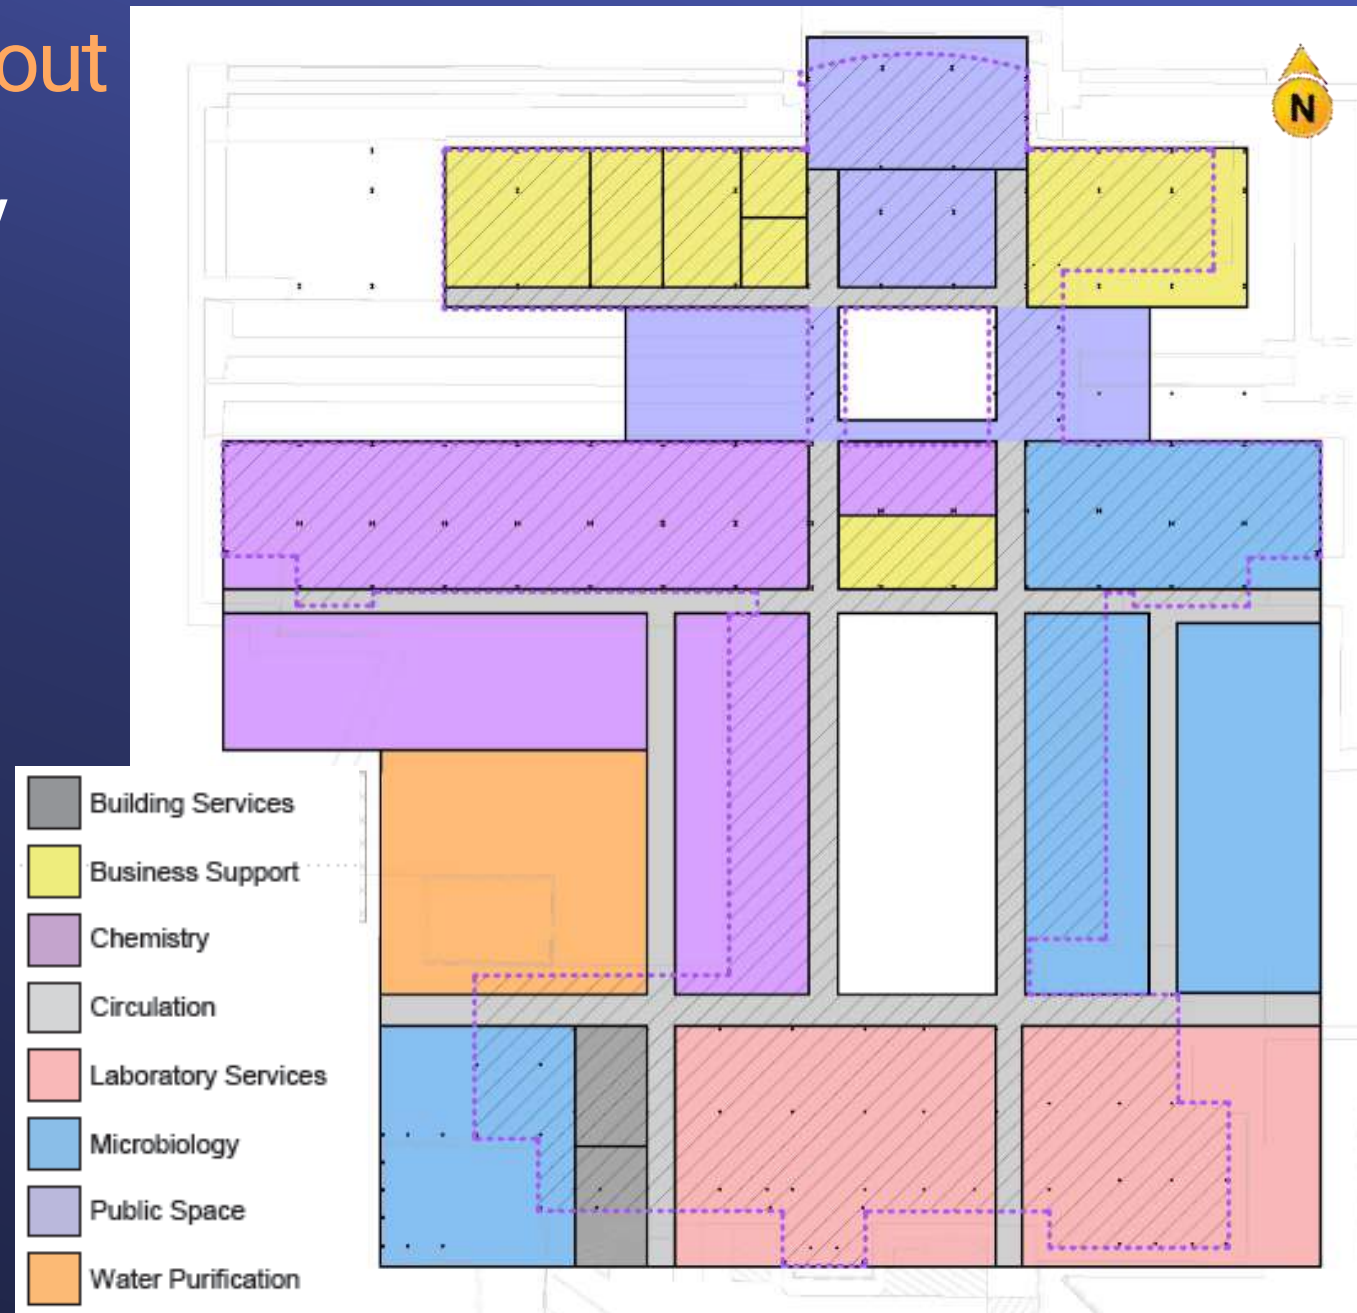 out
y
N
Building Services
Business Support
Chemistry
Circulation
Laboratory Services
Microbiology
Public Space
Water Purification